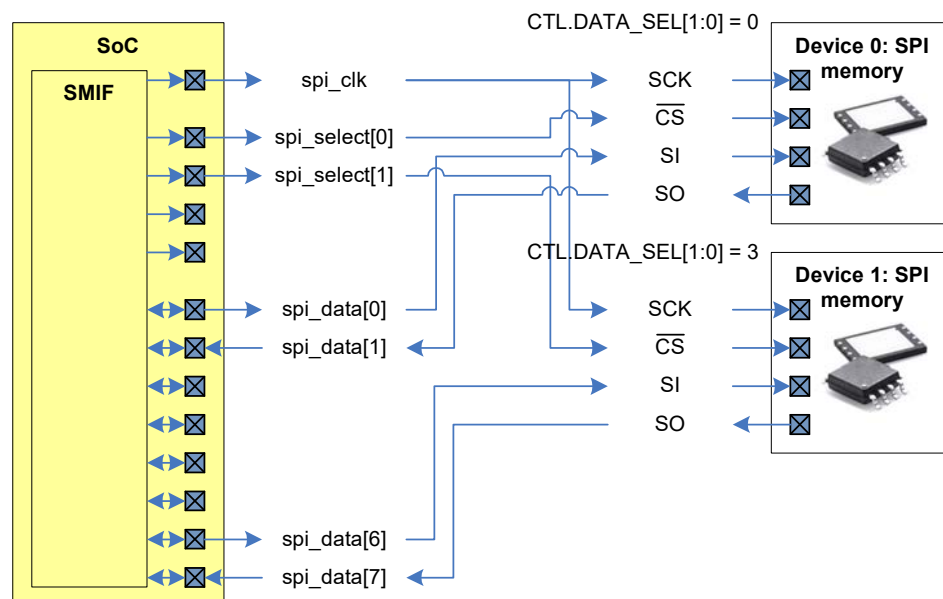 CTL.DATA_SEL[1:0] = 0
SoC
SMIF
Device 0: SPI
memory
spi_clk
SCK
spi_select[0]
CS
SI
spi_select[1]
SO
CTL.DATA_SEL[1:0] = 3
Device 1: SPI
memory
spi_data[0]
SCK
spi_data[1]
CS
SI
SO
spi_data[6]
spi_data[7]